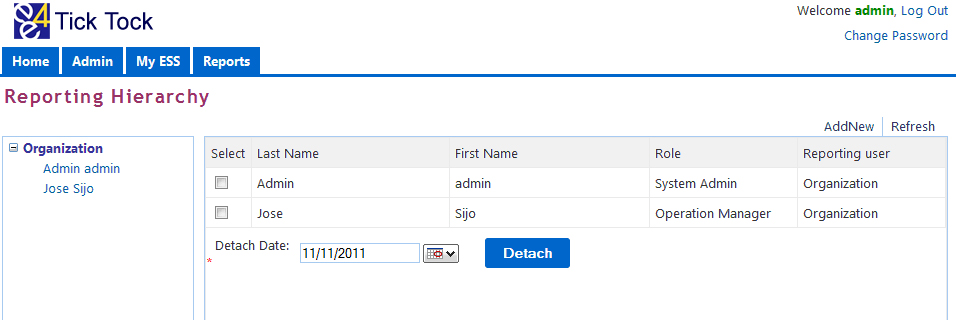 e4
ee Tick Tock
Welcome admin, Log Out
Change Password
Home Admin My ESS Reports
Reporting Hierarchy
AddNew Refresh
Organization
Admin admin
Jose Sijo
Select Last Name First Name Role Reporting user
Admin admin System Admin Organization
Jose Sijo Operation Manager Organization
Detach Date: 11/11/2011 Detach
*